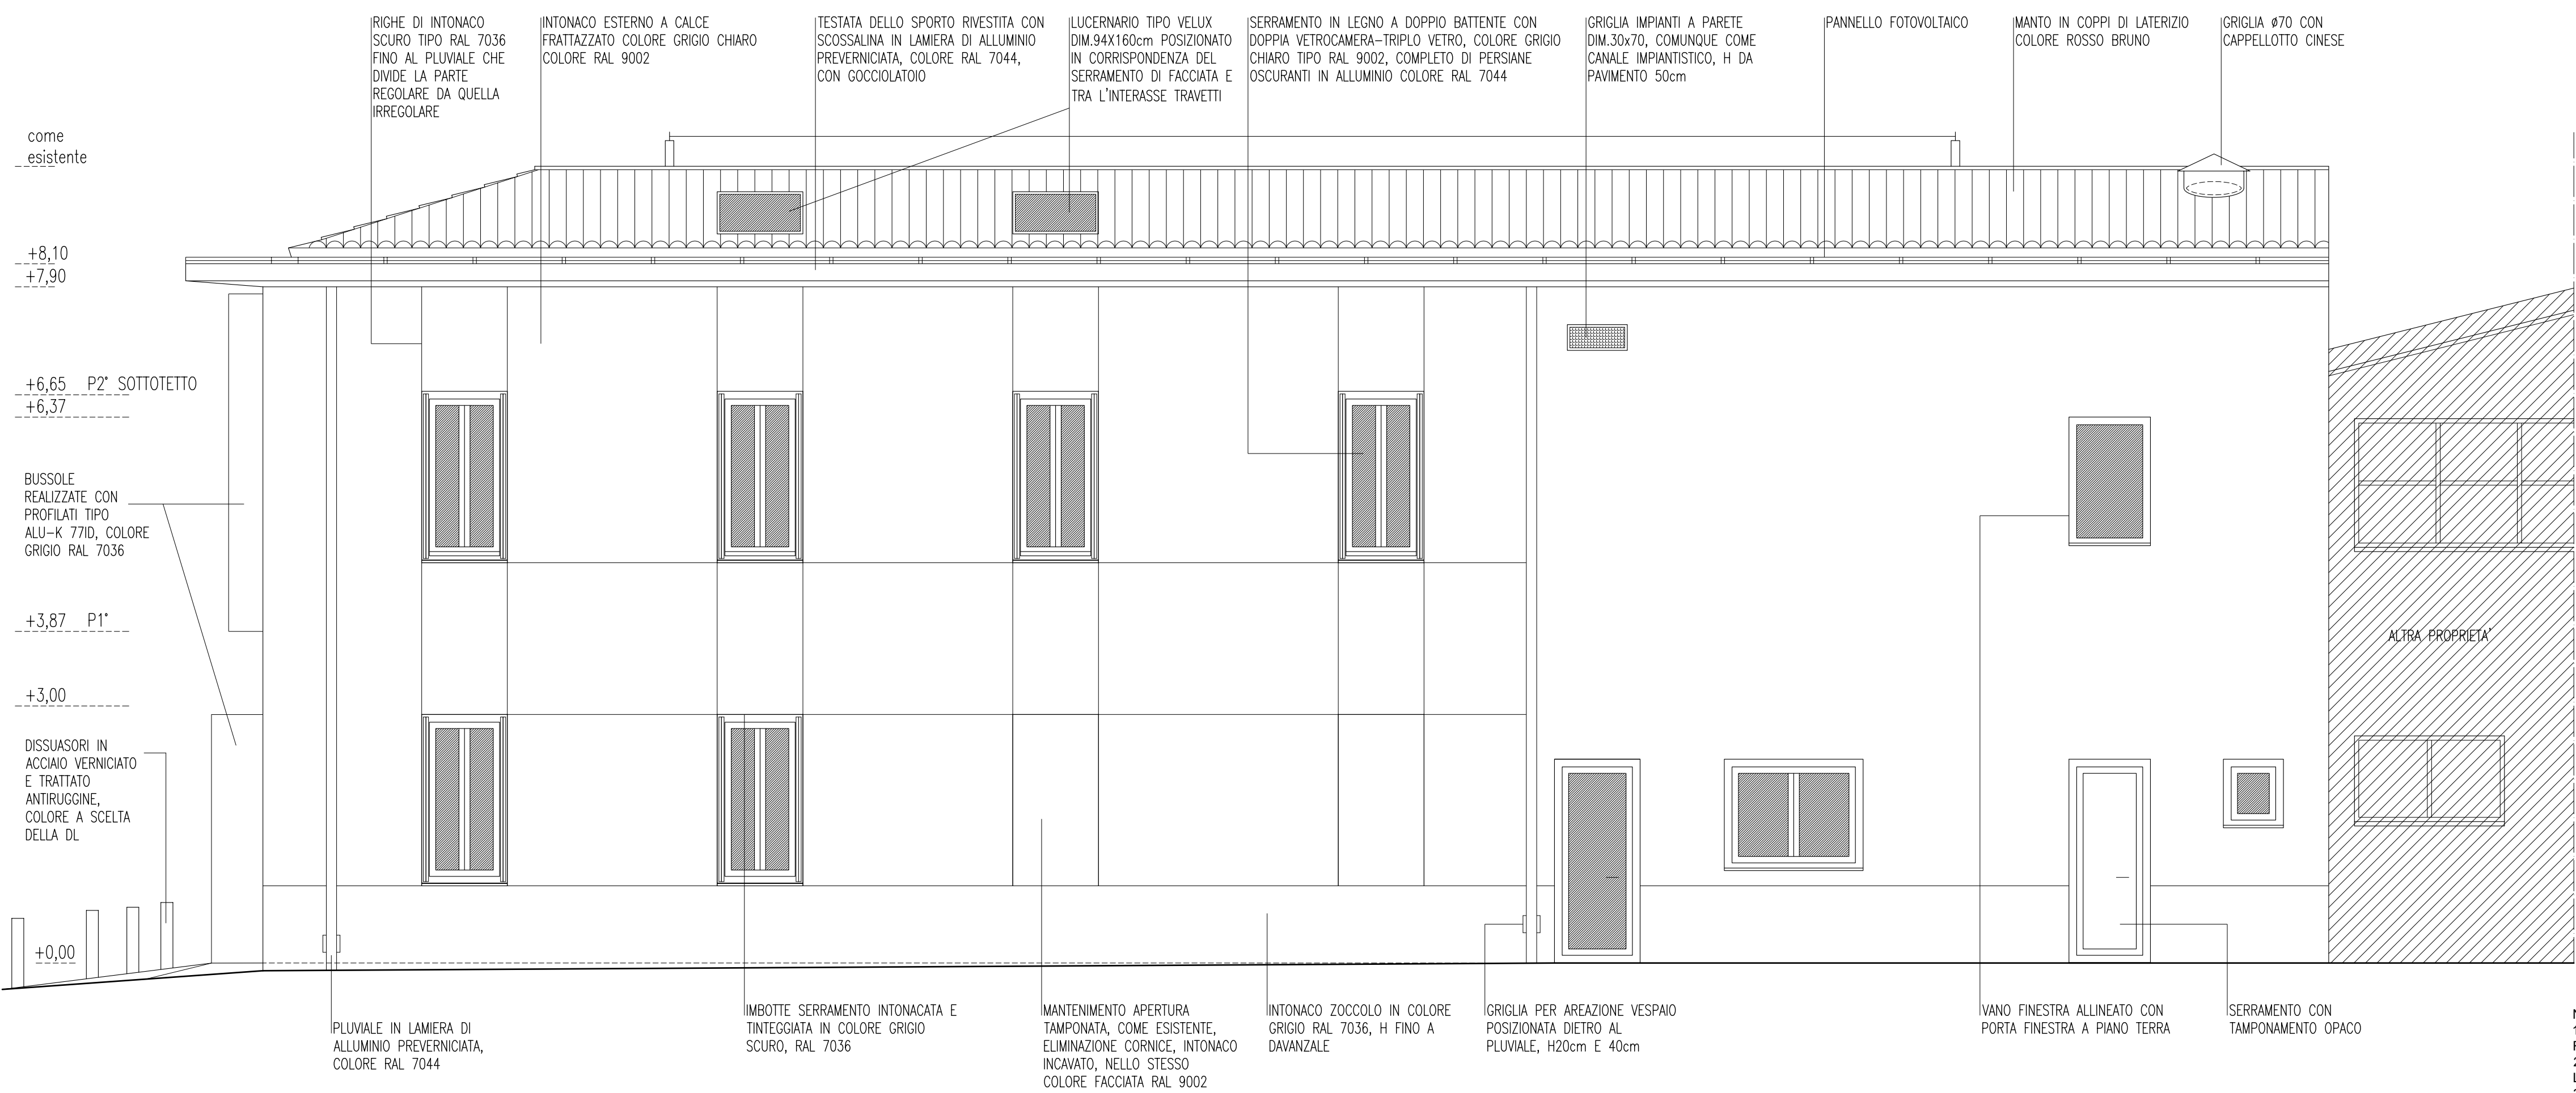 RIGHE DI INTONACO
SCURO TIPO RAL 7036
FINO AL PLUVIALE CHE
DIVIDE LA PARTE
REGOLARE DA QUELLA
IRREGOLARE
INTONACO ESTERNO A CALCE
FRATTAZZATO COLORE GRIGIO CHIARO
COLORE RAL 9002
TESTATA DELLO SPORTO RIVESTITA CON
SCOSSALINA IN LAMIERA DI ALLUMINIO
PREVERNICIATA, COLORE RAL 7044,
CON GOCCIOLATOIO
LUCERNARIO TIPO VELUX
DIM.94X160cm POSIZIONATO
IN CORRISPONDENZA DEL
SERRAMENTO DI FACCIATA E
TRA L'INTERASSE TRAVETTI
SERRAMENTO IN LEGNO A DOPPIO BATTENTE CON
DOPPIA VETROCAMERA-TRIPLO VETRO, COLORE GRIGIO
CHIARO TIPO RAL 9002, COMPLETO DI PERSIANE
OSCURANTI IN ALLUMINIO COLORE RAL 7044
GRIGLIA IMPIANTI A PARETE
DIM.30x70, COMUNQUE COME
CANALE IMPIANTISTICO, H DA
PAVIMENTO 50cm
PANNELLO FOTOVOLTAICO
MANTO IN COPPI DI LATERIZIO
COLORE ROSSO BRUNO
GRIGLIA ø70 CON
CAPPELLOTTO CINESE
come
esistente
+8,10
+7,90
+6,65 P2° SOTTOTETTO
+6,37
BUSSOLE
REALIZZATE CON
PROFILATI TIPO
ALU-K 77ID, COLORE
GRIGIO RAL 7036
+3,87 P1°
+3,00
DISSUASORI IN
ACCIAIO VERNICIATO
E TRATTATO
ANTIRUGGINE,
COLORE A SCELTA
DELLA DL
+0,00
ALTRA PROPRIETA'
PLUVIALE IN LAMIERA DI
ALLUMINIO PREVERNICIATA,
COLORE RAL 7044
IMBOTTE SERRAMENTO INTONACATA E
TINTEGGIATA IN COLORE GRIGIO
SCURO, RAL 7036
MANTENIMENTO APERTURA
TAMPONATA, COME ESISTENTE,
ELIMINAZIONE CORNICE, INTONACO
INCAVATO, NELLO STESSO
COLORE FACCIATA RAL 9002
INTONACO ZOCCOLO IN COLORE
GRIGIO RAL 7036, H FINO A
DAVANZALE
GRIGLIA PER AREAZIONE VESPAIO
POSIZIONATA DIETRO AL
PLUVIALE, H20cm E 40cm
VANO FINESTRA ALLINEATO CON
PORTA FINESTRA A PIANO TERRA
SERRAMENTO CON
TAMPONAMENTO OPACO